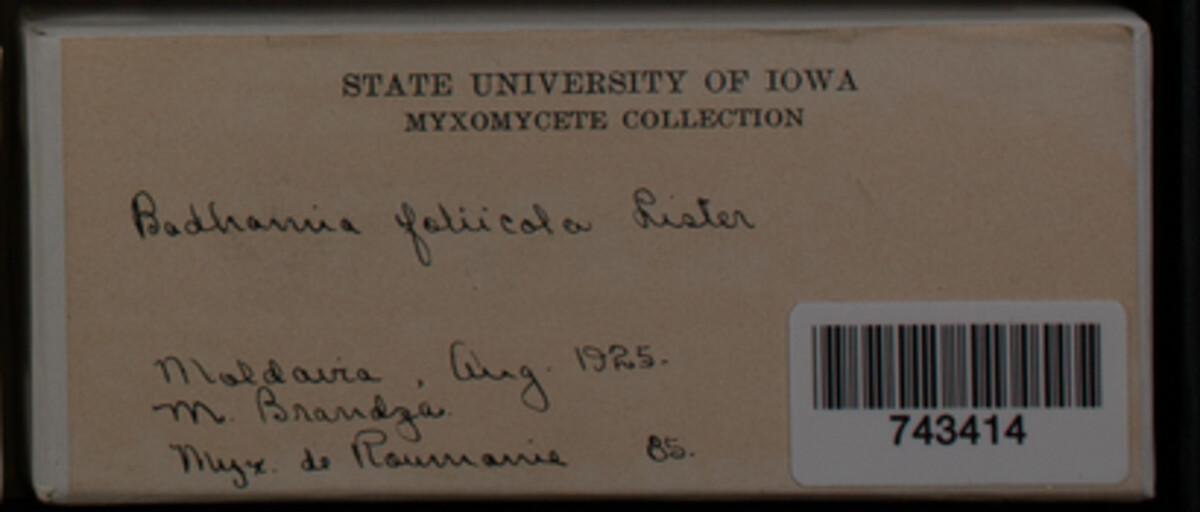 STATE UNIVERSITY OF IOWA
MYXOMYCETE COLLECTION
Badhamia foliicola Lister
Moldavia, Aug. 1925.
M. Brandza
Myx. de Roumanie 85.
743414